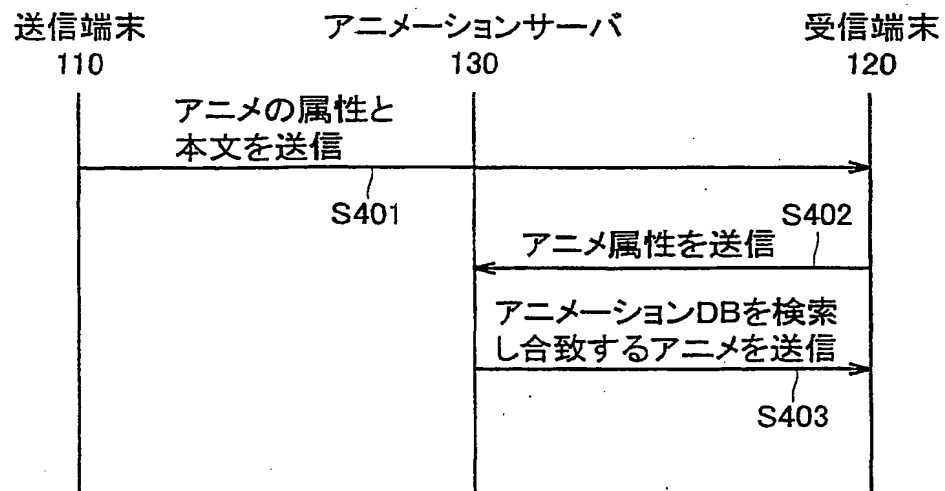 送信端末 アニメーションサーバ 受信端末
110 130 120
アニメの属性と
本文を送信
S401
S402
アニメ属性を送信
アニメーションDBを検索
し合致するアニメを送信
S403